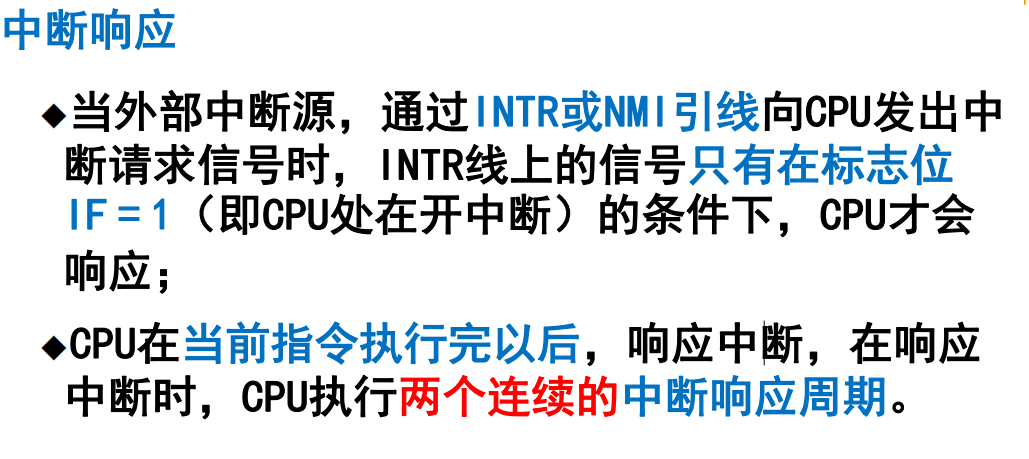 中断响应
◆当外部中断源，通过INTR或NMI引线向CPU发出中
断请求信号时，INTR线上的信号只有在标志位
IF＝1（即CPU处在开中断）的条件下，CPU才会
响应；
◆CPU在当前指令执行完以后，响应中断，在响应
中断时，CPU执行两个连续的中断响应周期。